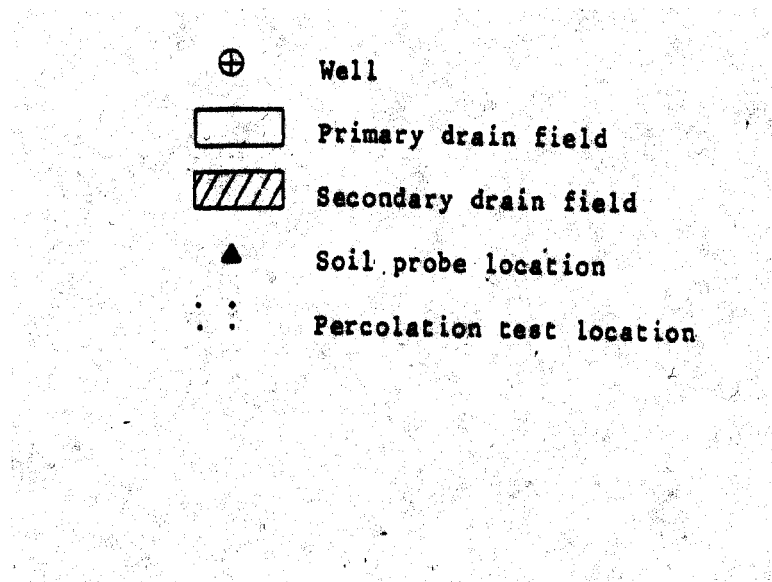 Well
Primary drain field
Secondary drain field
Soil probe location
Percolation test location